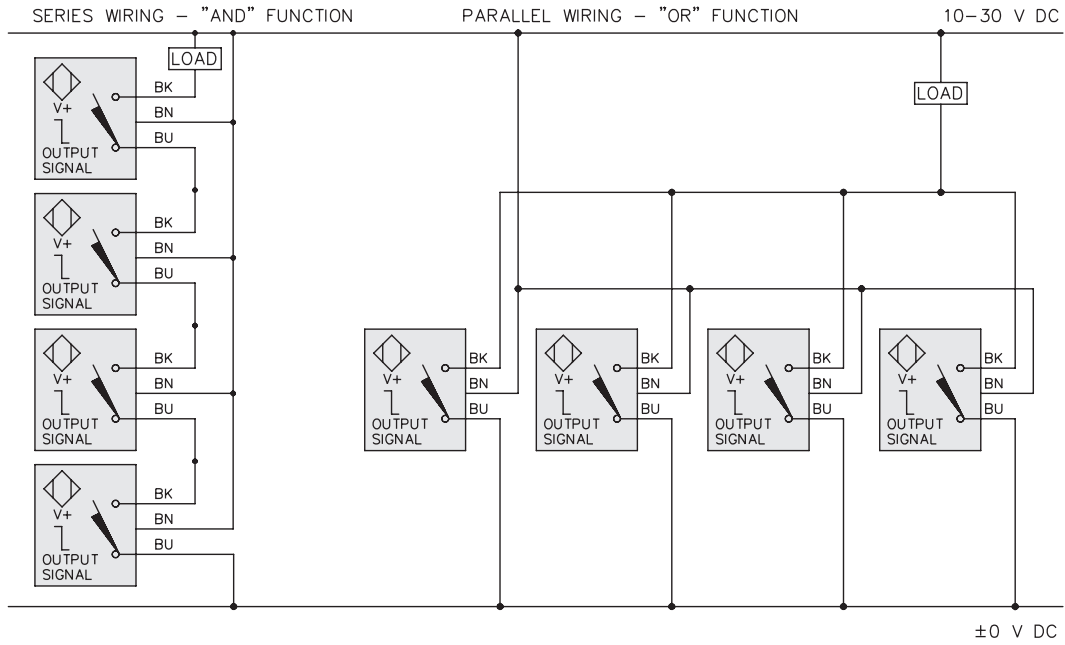 SERIES WIRING – "AND" FUNCTION
PARALLEL WIRING – "OR" FUNCTION
10–30 V DC
LOAD
BK
V+
BN
BU
OUTPUT
SIGNAL
BK
V+
BN
BU
OUTPUT
SIGNAL
BK
V+
BN
BU
OUTPUT
SIGNAL
BK
V+
BN
BU
OUTPUT
SIGNAL
LOAD
BK
V+
BN
BU
OUTPUT
SIGNAL
BK
V+
BN
BU
OUTPUT
SIGNAL
BK
V+
BN
BU
OUTPUT
SIGNAL
BK
V+
BN
BU
OUTPUT
SIGNAL
±0 V DC